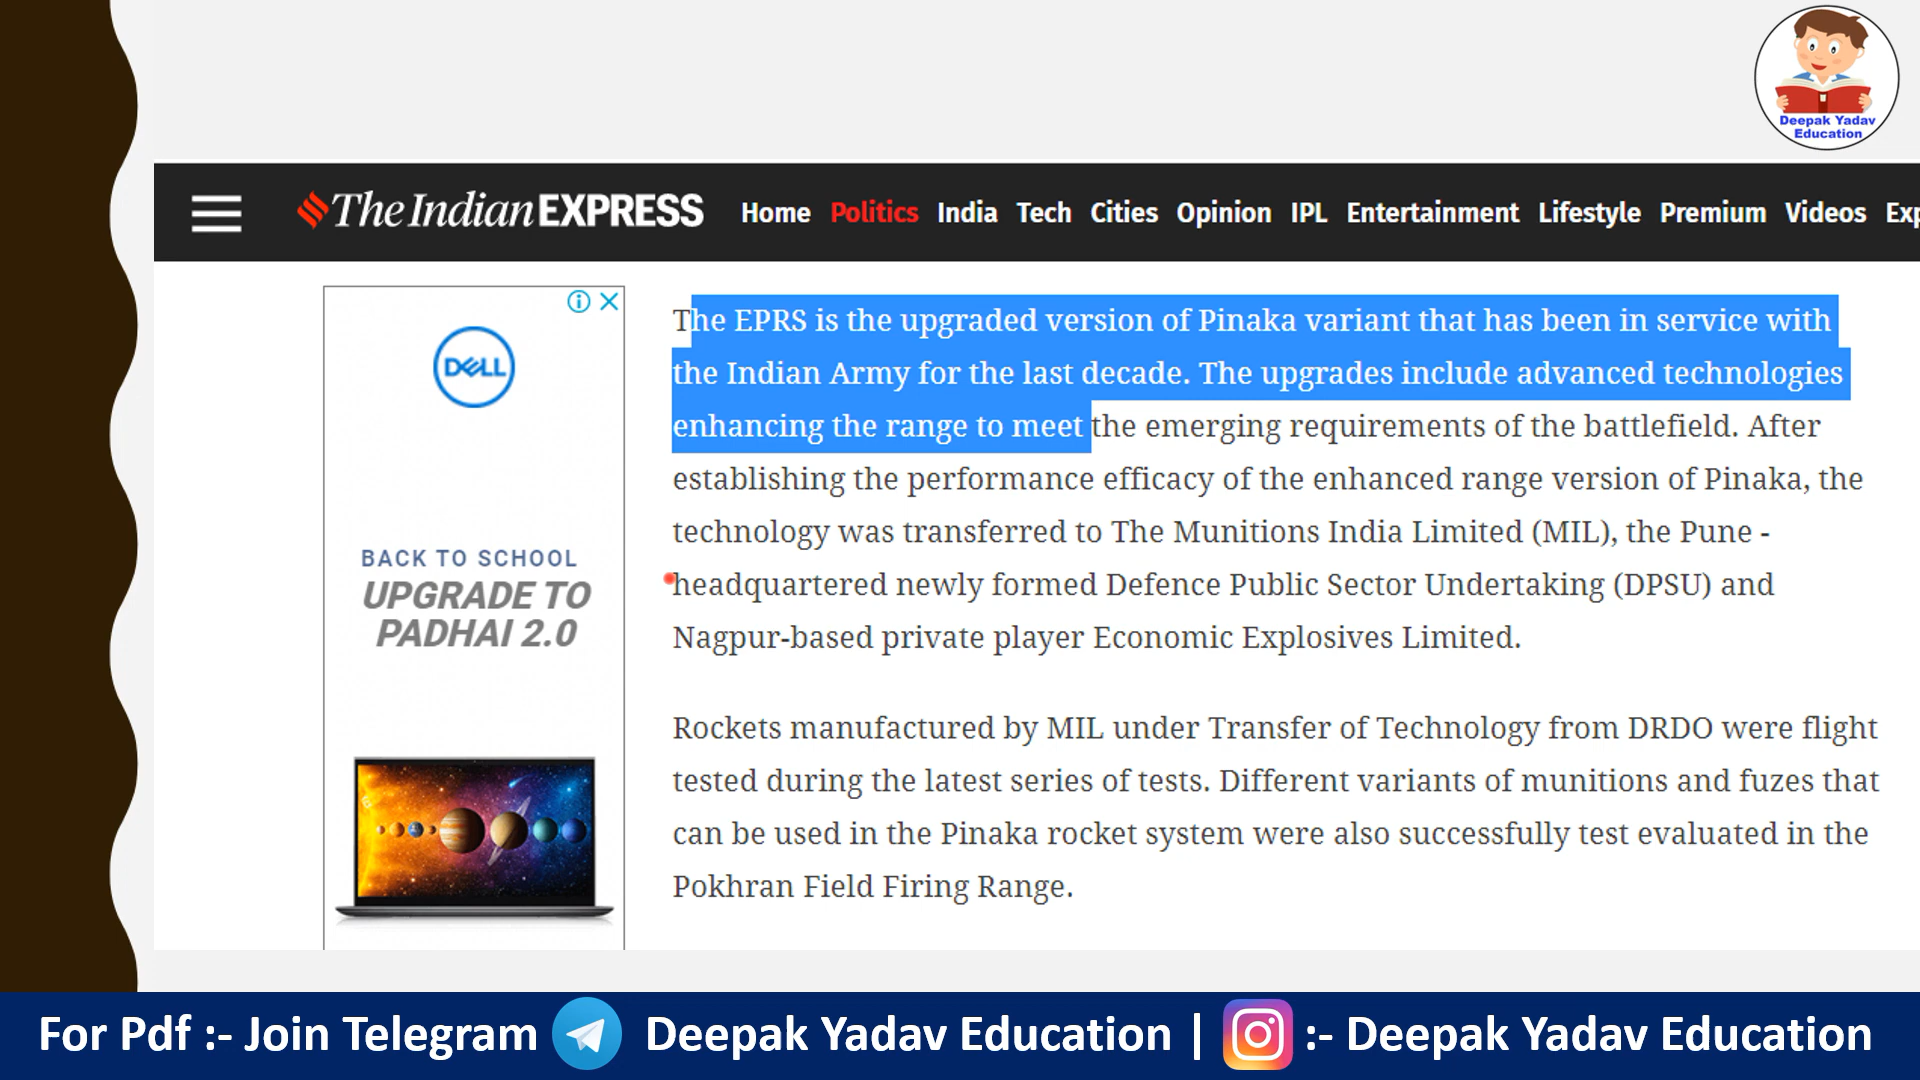 Deepak Yadav
Education
The Indian EXPRESS Home Politics India Tech Cities Opinion IPL Entertainment Lifestyle Premium Videos Exp
DELL
BACK TO SCHOOL
UPGRADE TO
PADHAI 2.0
The EPRS is the upgraded version of Pinaka variant that has been in service with
the Indian Army for the last decade. The upgrades include advanced technologies
enhancing the range to meet the emerging requirements of the battlefield. After
establishing the performance efficacy of the enhanced range version of Pinaka, the
technology was transferred to The Munitions India Limited (MIL), the Pune -
headquartered newly formed Defence Public Sector Undertaking (DPSU) and
Nagpur-based private player Economic Explosives Limited.
Rockets manufactured by MIL under Transfer of Technology from DRDO were flight
tested during the latest series of tests. Different variants of munitions and fuzes that
can be used in the Pinaka rocket system were also successfully test evaluated in the
Pokhran Field Firing Range.
For Pdf :- Join Telegram Deepak Yadav Education | :- Deepak Yadav Education